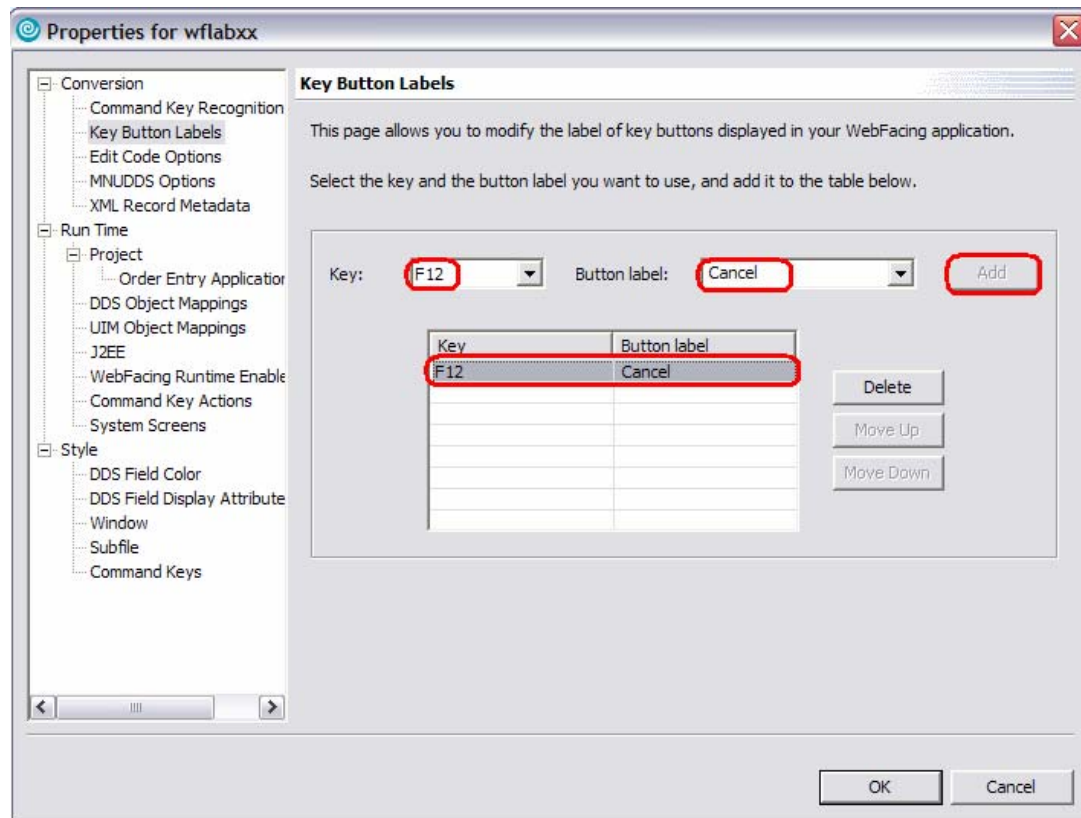 Properties for wflabxx
Conversion
Command Key Recognition
Key Button Labels
Edit Code Options
MNUDDS Options
XML Record Metadata
Run Time
Project
Order Entry Application
DDS Object Mappings
UIM Object Mappings
J2EE
WebFacing Runtime Enable
Command Key Actions
System Screens
Style
DDS Field Color
DDS Field Display Attribute
Window
Subfile
Command Keys
Key Button Labels
This page allows you to modify the label of key buttons displayed in your WebFacing application.
Select the key and the button label you want to use, and add it to the table below.
Key: F12 Button label: Cancel Add
Key Button label
F12 Cancel
Delete
Move Up
Move Down
OK Cancel